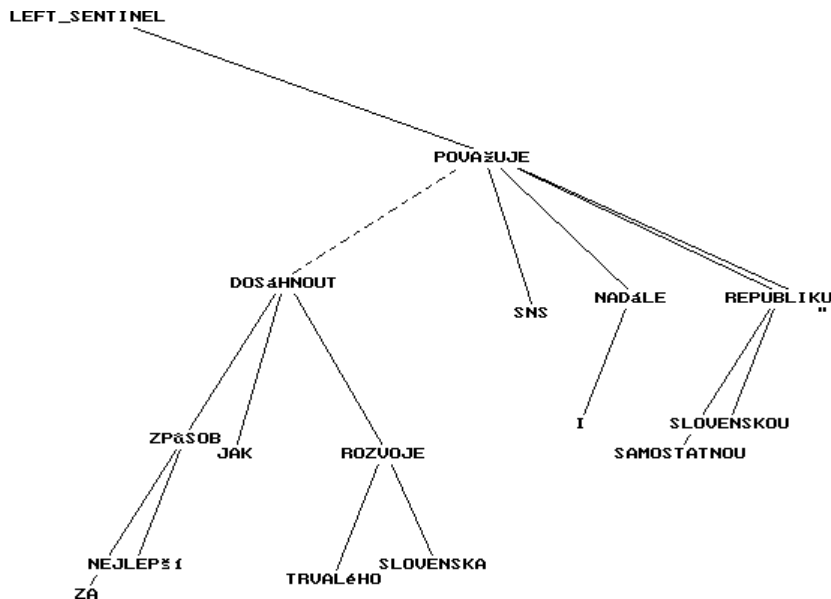 LEFT_SENTINEL
POVAžUJE
DOSáHNOUT
SNS
NADáLE
REPUBLIKU
"
ZPůSOB
JAK
ROZVOJE
I
SLOVENSKOU
SAMOSTATNOU
NEJLEPší
ZA
TRVALéHO
SLOVENSKA